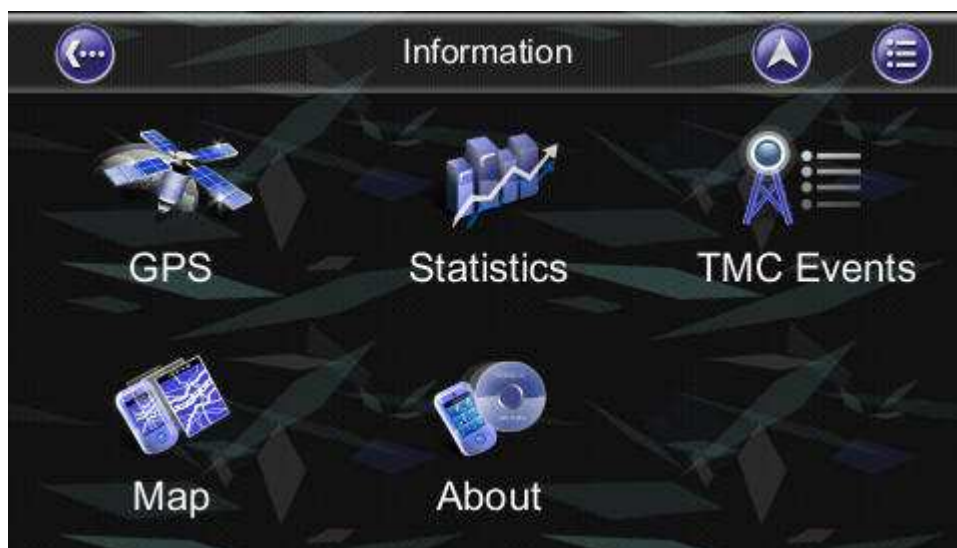 Information
GPS
Statistics
TMC Events
Map
About